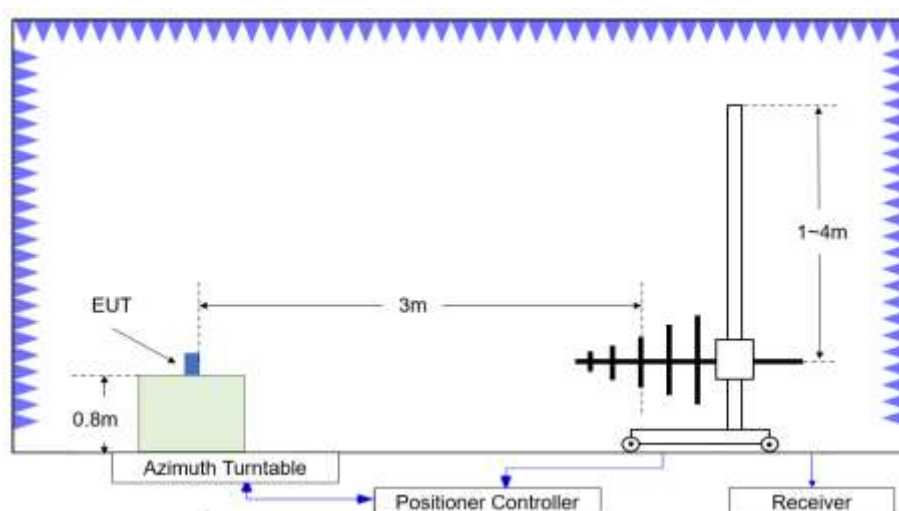 1~4m
EUT
3m
0.8m
Azimuth Turntable
Positioner Controller
Receiver